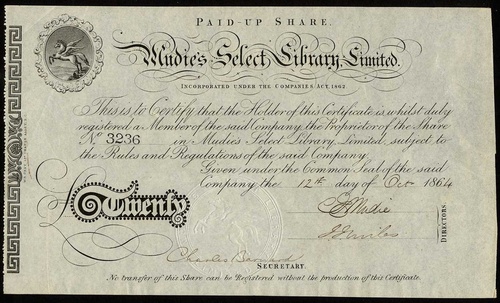 PAID-UP SHARE.
Mudie's Select Library, Limited.
INCORPORATED UNDER THE COMPANIES ACT, 1862
This is to Certify that the Holder of this Certificate is whilst duly
registered a Member of the said Company, the Proprietor of the Share
No. 3236 in Mudie's Select Library, Limited, subject to
the Rules and Regulations of the said Company.
Given under the Common Seal of the said
Company the 12th day of Oct 1864
£ Twenty
Mudie
DIRECTORS.
Charles Barnard
SECRETARY.
No transfer of this Share can be Registered without the production of this Certificate.